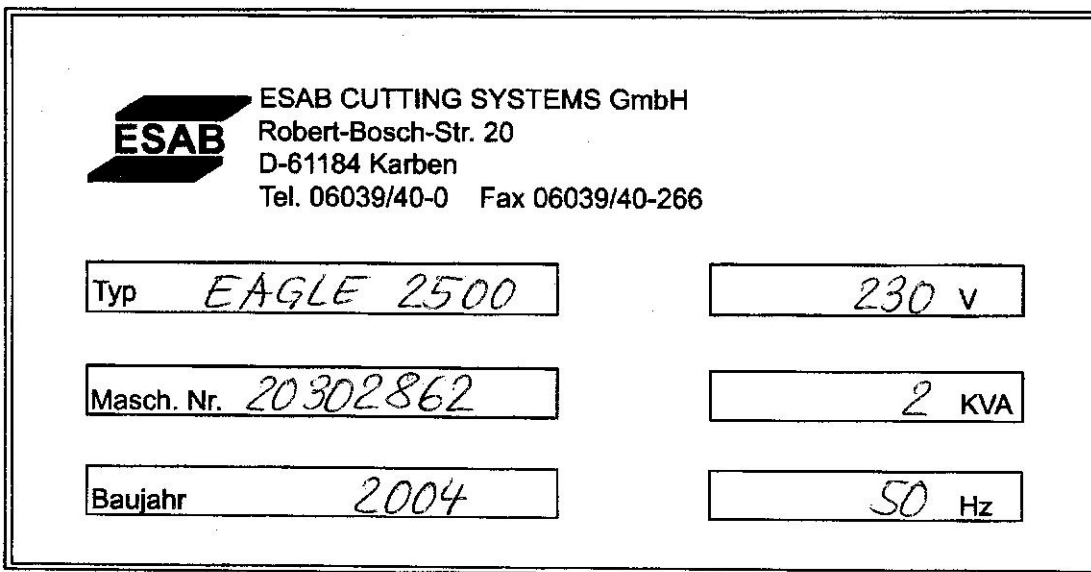 ESAB
ESAB CUTTING SYSTEMS GmbH
Robert-Bosch-Str. 20
D-61184 Karben
Tel. 06039/40-0 Fax 06039/40-266
Typ EAGLE 2500
230 V
Masch. Nr. 20302862
2 KVA
Baujahr 2004
50 Hz